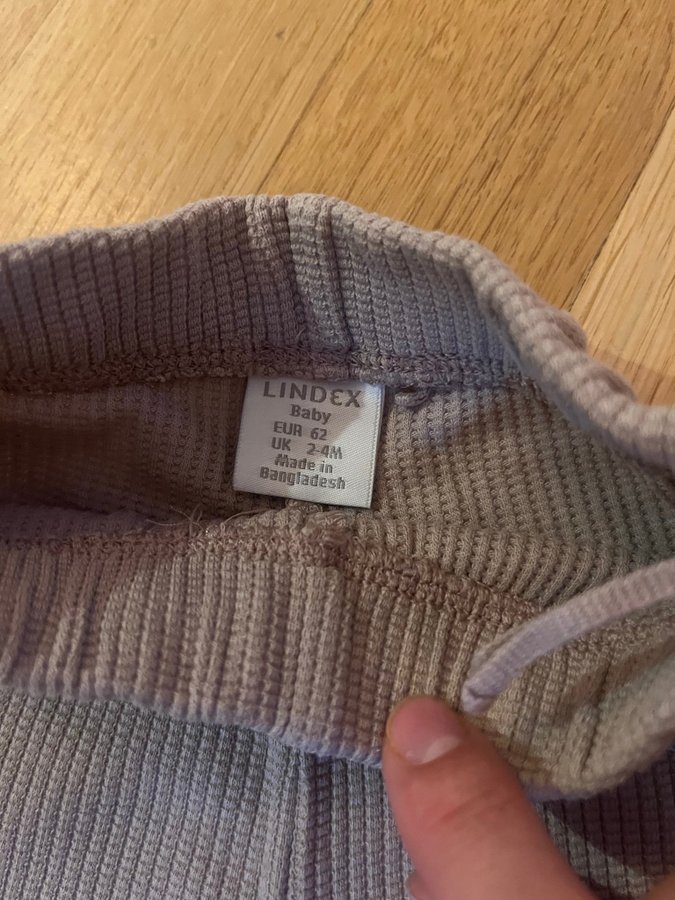 LINDEX
Baby
EUR 62
UK 2-4M
Made in
Bangladesh